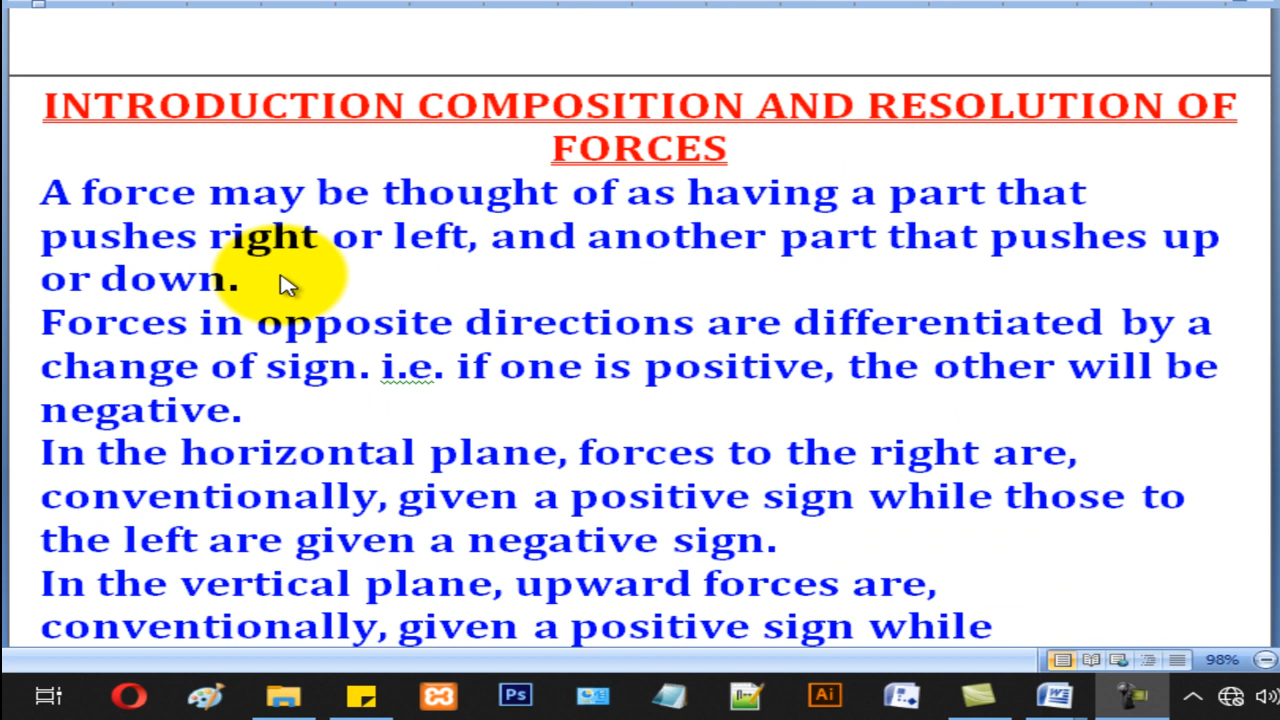 INTRODUCTION COMPOSITION AND RESOLUTION OF
FORCES
A force may be thought of as having a part that
pushes right or left, and another part that pushes up
or down.
Forces in opposite directions are differentiated by a
change of sign. i.e. if one is positive, the other will be
negative.
In the horizontal plane, forces to the right are,
conventionally, given a positive sign while those to
the left are given a negative sign.
In the vertical plane, upward forces are,
conventionally, given a positive sign while
98%
Ps
Ai